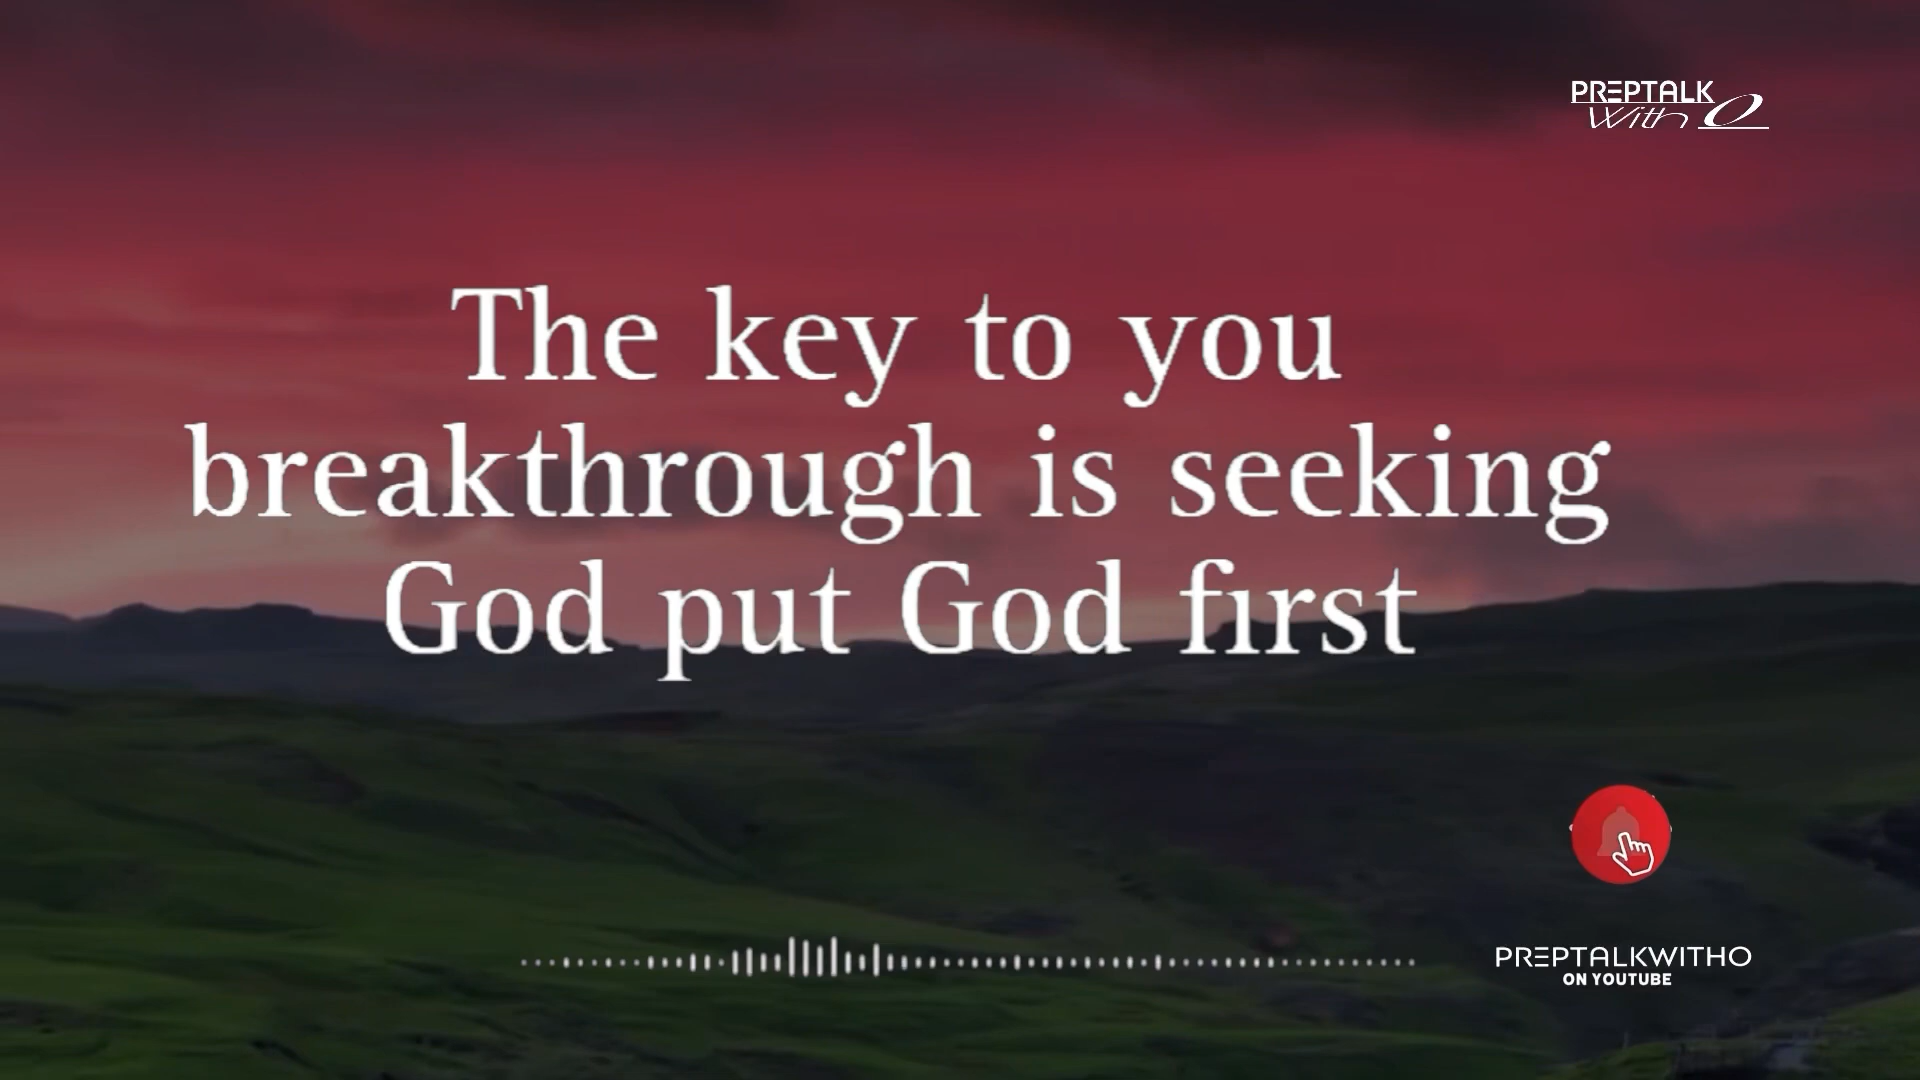 PREPTALK
With O
The key to you
breakthrough is seeking
God put God first
PREPTALKWITHO
ON YOUTUBE